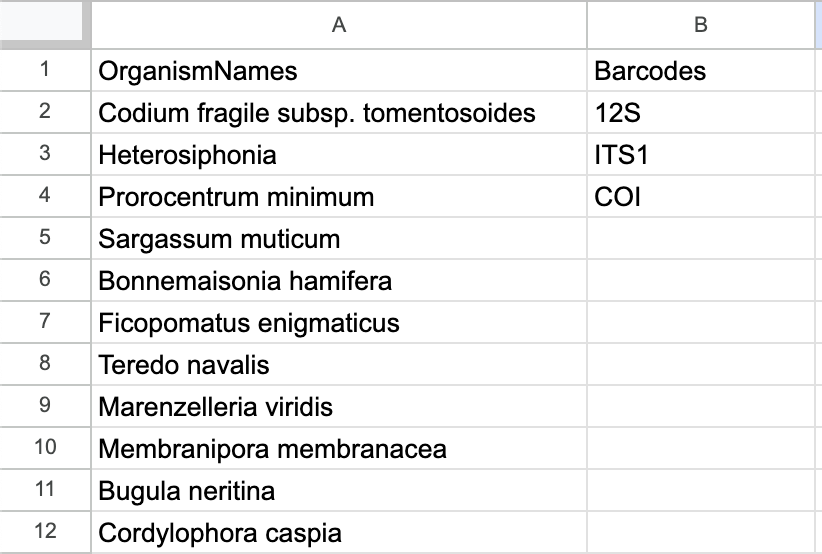 A B
1 OrganismNames Barcodes
2 Codium fragile subsp. tomentosoides 12S
3 Heterosiphonia ITS1
4 Prorocentrum minimum COI
5 Sargassum muticum
6 Bonnemaisonia hamifera
7 Ficopomatus enigmaticus
8 Teredo navalis
9 Marenzelleria viridis
10 Membranipora membranacea
11 Bugula neritina
12 Cordylophora caspia